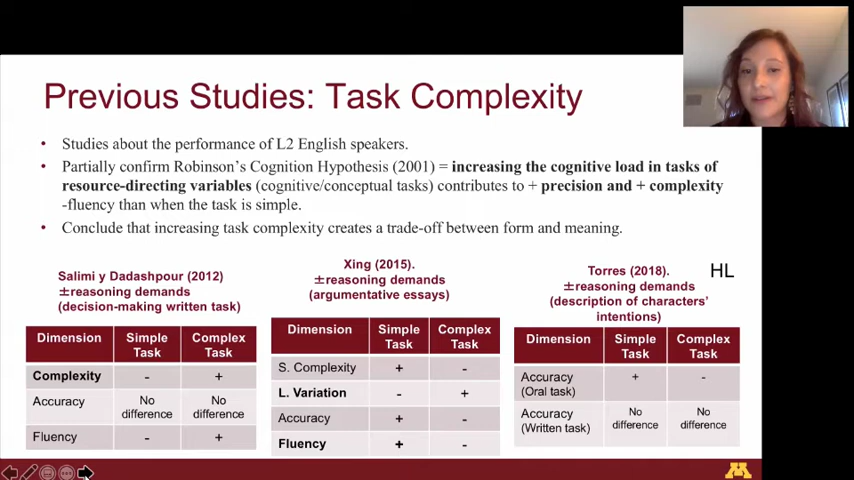 Previous Studies: Task Complexity
• Studies about the performance of L2 English speakers.
• Partially confirm Robinson's Cognition Hypothesis (2001) = increasing the cognitive load in tasks of
resource-directing variables (cognitive/conceptual tasks) contributes to + precision and + complexity
-fluency than when the task is simple.
• Conclude that increasing task complexity creates a trade-off between form and meaning.
Salimi y Dadashpour (2012)
±reasoning demands
(decision-making written task)
Dimension Simple Task Complex Task
Complexity - +
Accuracy No difference No difference
Fluency - +
Xing (2015).
±reasoning demands
(argumentative essays)
Dimension Simple Task Complex Task
S. Complexity + -
L. Variation - +
Accuracy + -
Fluency + -
HL
Torres (2018).
±reasoning demands
(description of characters'
intentions)
Dimension Simple Task Complex Task
Accuracy (Oral task) + -
Accuracy (Written task) No difference No difference
M